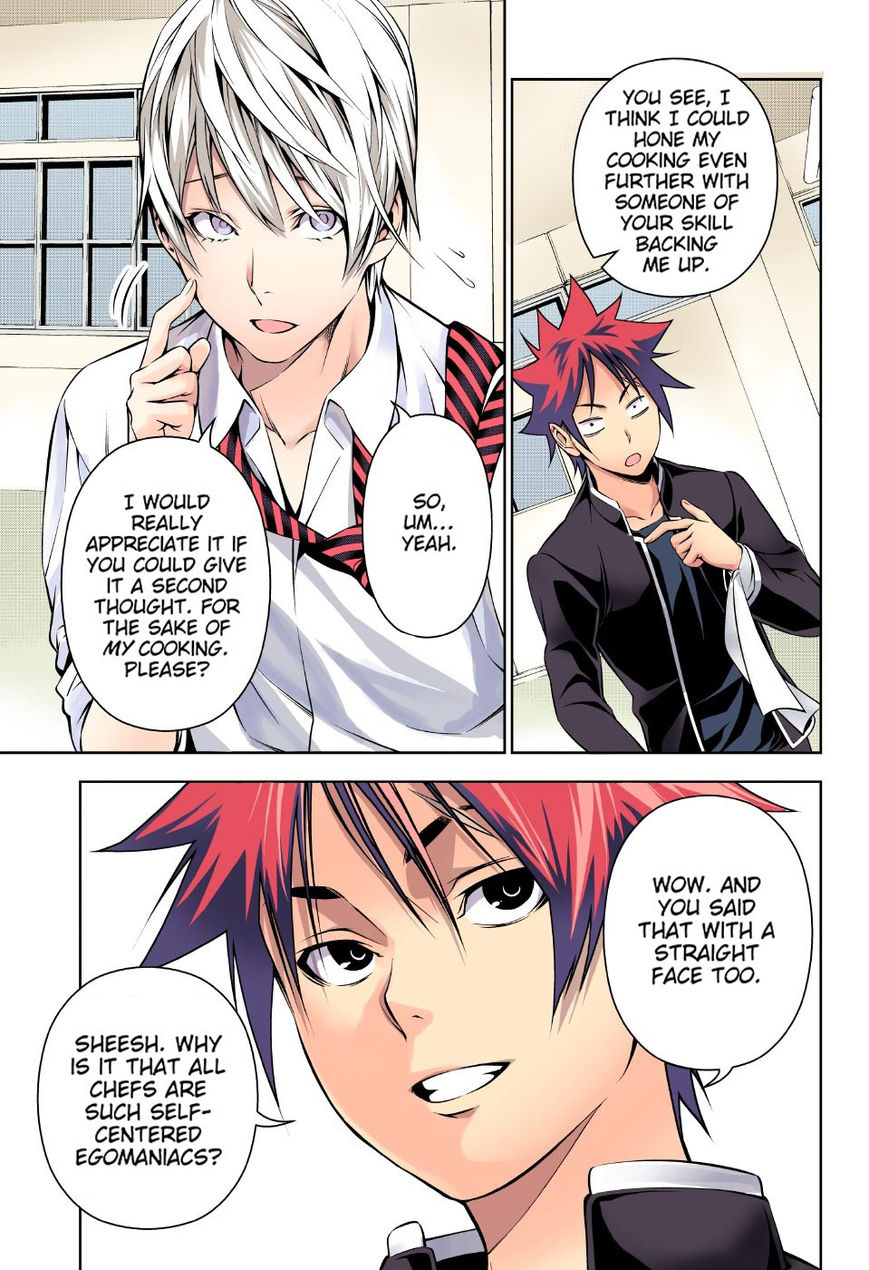 YOU SEE, I
THINK I COULD
HONE MY
COOKING EVEN
FURTHER WITH
SOMEONE OF
YOUR SKILL
BACKING
ME UP.
SO,
UM...
YEAH.
I WOULD
REALLY
APPRECIATE IT IF
YOU COULD GIVE
IT A SECOND
THOUGHT. FOR
THE SAKE OF
MY COOKING.
PLEASE?
WOW. AND
YOU SAID
THAT WITH A
STRAIGHT
FACE TOO.
SHEESH. WHY
IS IT THAT ALL
CHEFS ARE
SUCH SELF-
CENTERED
EGOMANIACS?